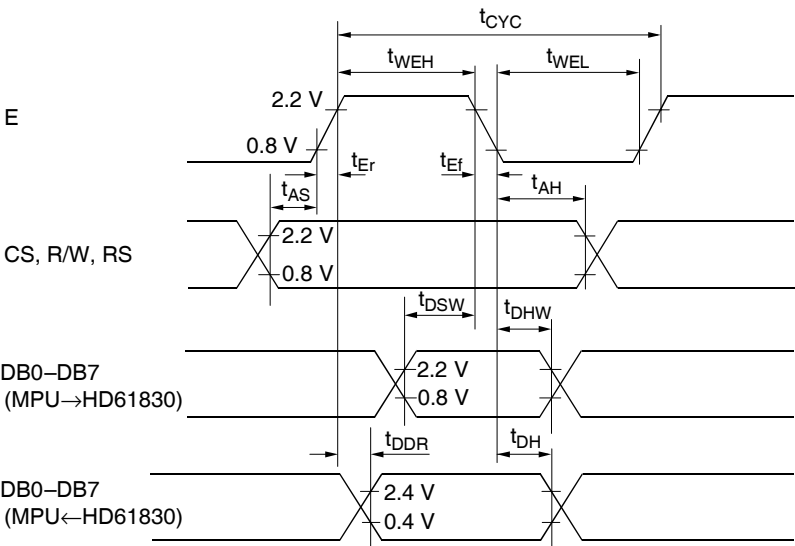 tCYC
tWEH
tWEL
E
2.2 V
0.8 V
tEr
tEf
tAS
tAH
CS, R/W, RS
2.2 V
0.8 V
tDSW
tDHW
DB0–DB7
(MPU→HD61830)
2.2 V
0.8 V
tDDR
tDH
DB0–DB7
(MPU←HD61830)
2.4 V
0.4 V